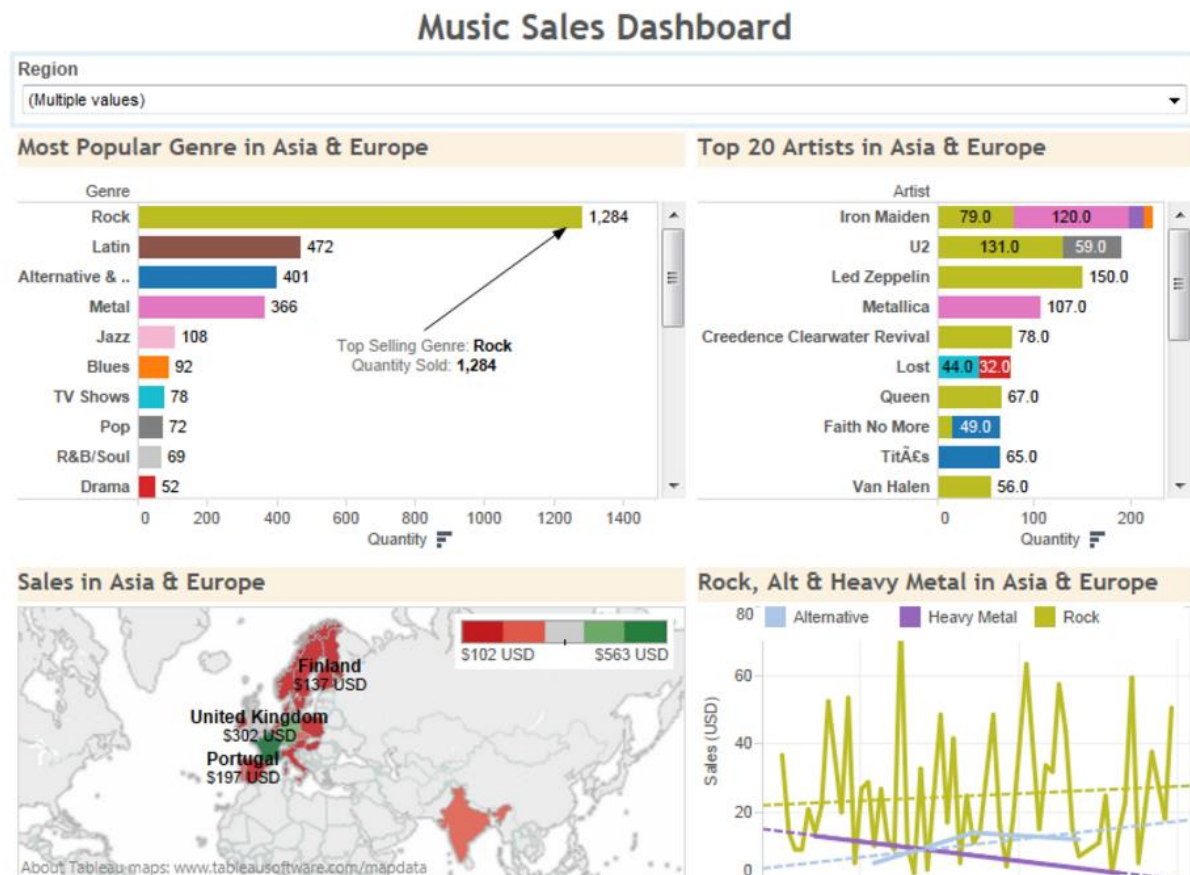 Music Sales Dashboard
Region
(Multiple values)
Most Popular Genre in Asia & Europe
Genre
Rock 1,284
Latin 472
Alternative & .. 401
Metal 366
Jazz 108
Blues 92
TV Shows 78
Pop 72
R&B/Soul 69
Drama 52
Top Selling Genre: Rock
Quantity Sold: 1,284
0 200 400 600 800 1000 1200 1400
Quantity
Top 20 Artists in Asia & Europe
Artist
Iron Maiden 79.0 120.0
U2 131.0 59.0
Led Zeppelin 150.0
Metallica 107.0
Creedence Clearwater Revival 78.0
Lost 44.0 32.0
Queen 67.0
Faith No More 49.0
TitÃ£s 65.0
Van Halen 56.0
0 100 200
Quantity
Sales in Asia & Europe
$102 USD $563 USD
Finland
$137 USD
United Kingdom
$302 USD
Portugal
$197 USD
About Tableau maps: www.tableausoftware.com/mapdata
Rock, Alt & Heavy Metal in Asia & Europe
Alternative Heavy Metal Rock
Sales (USD)
80
60
40
20
0